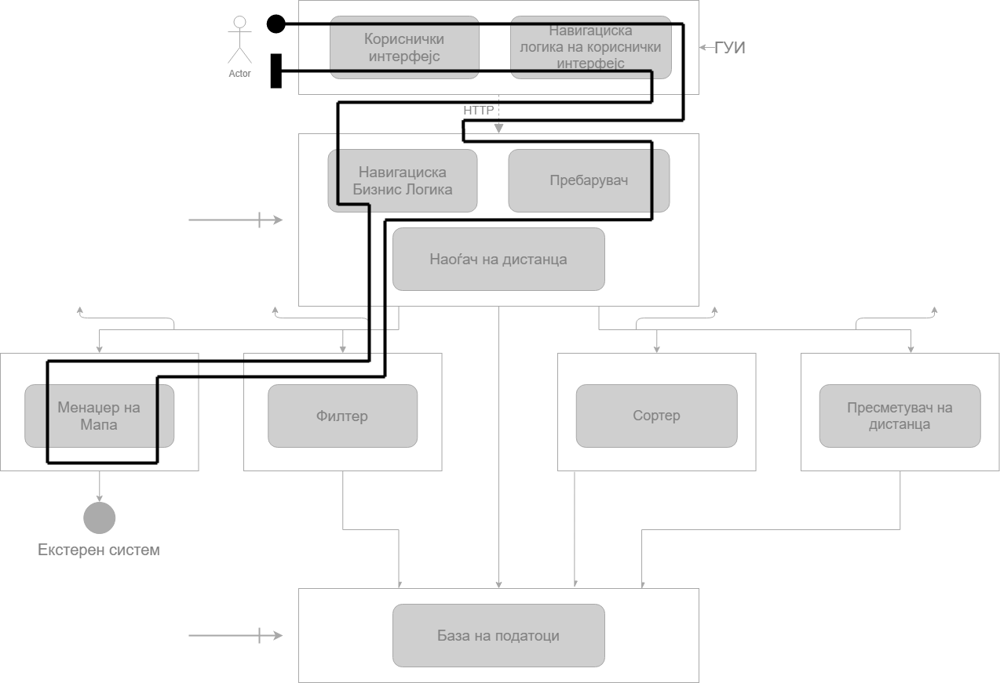 Кориснички
интерфејс
Навигациска
логика на кориснички
интерфејс
ГУИ
Actor
HTTP
Навигациска
Бизнис Логика
Пребарувач
Наоѓач на дистанца
Менаџер на
Мапа
Филтер
Сортер
Пресметувач на
дистанца
Екстерен систем
База на податоци